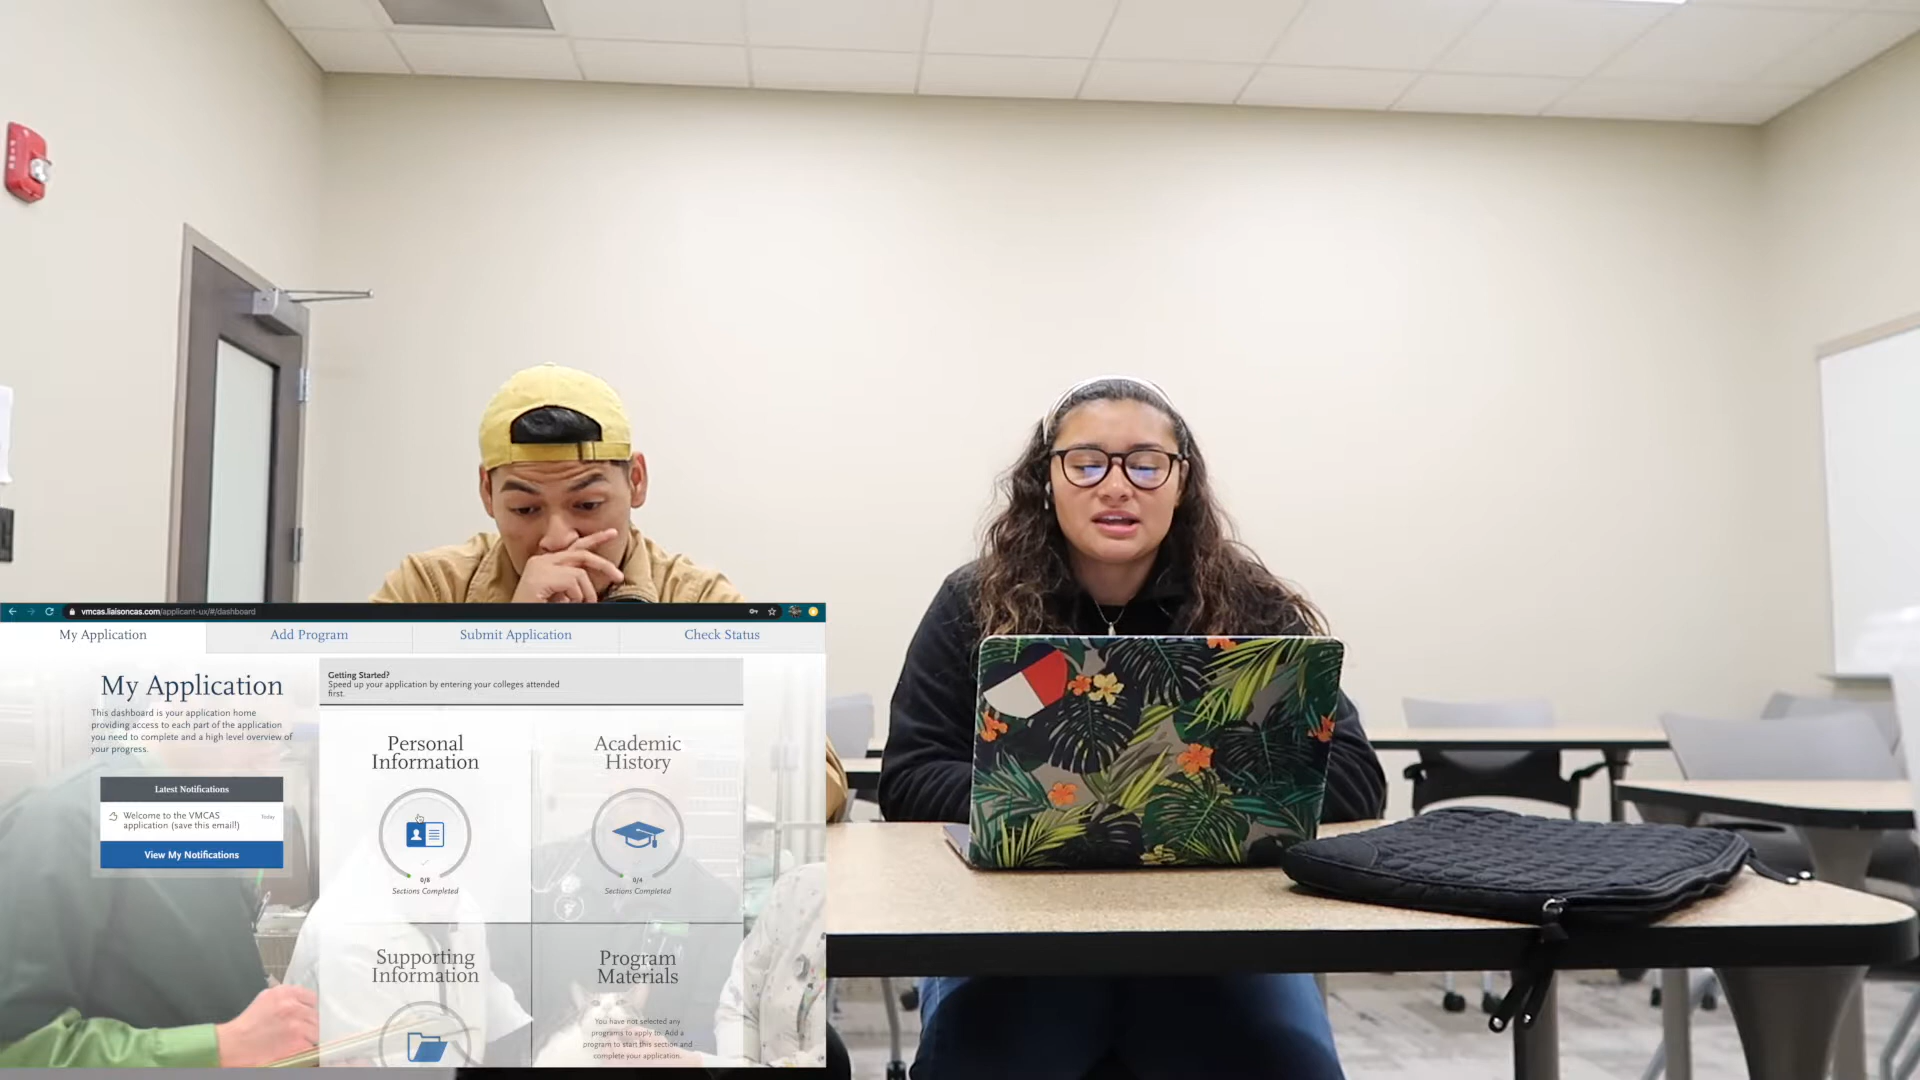 vmcas.liaisoncas.com/applicant-ux/#/dashboard
My Application
Add Program
Submit Application
Check Status
My Application
This dashboard is your application home
providing access to each part of the application
you need to complete and a high level overview of
your progress.
Latest Notifications
Welcome to the VMCAS
application (save this email!)
Today
View My Notifications
Getting Started?
Speed up your application by entering your colleges attended
first.
Personal
Information
0/8
Sections Completed
Academic
History
0/4
Sections Completed
Supporting
Information
Program
Materials
You have not selected any
programs to apply to. Add a
program to start this section and
complete your application.